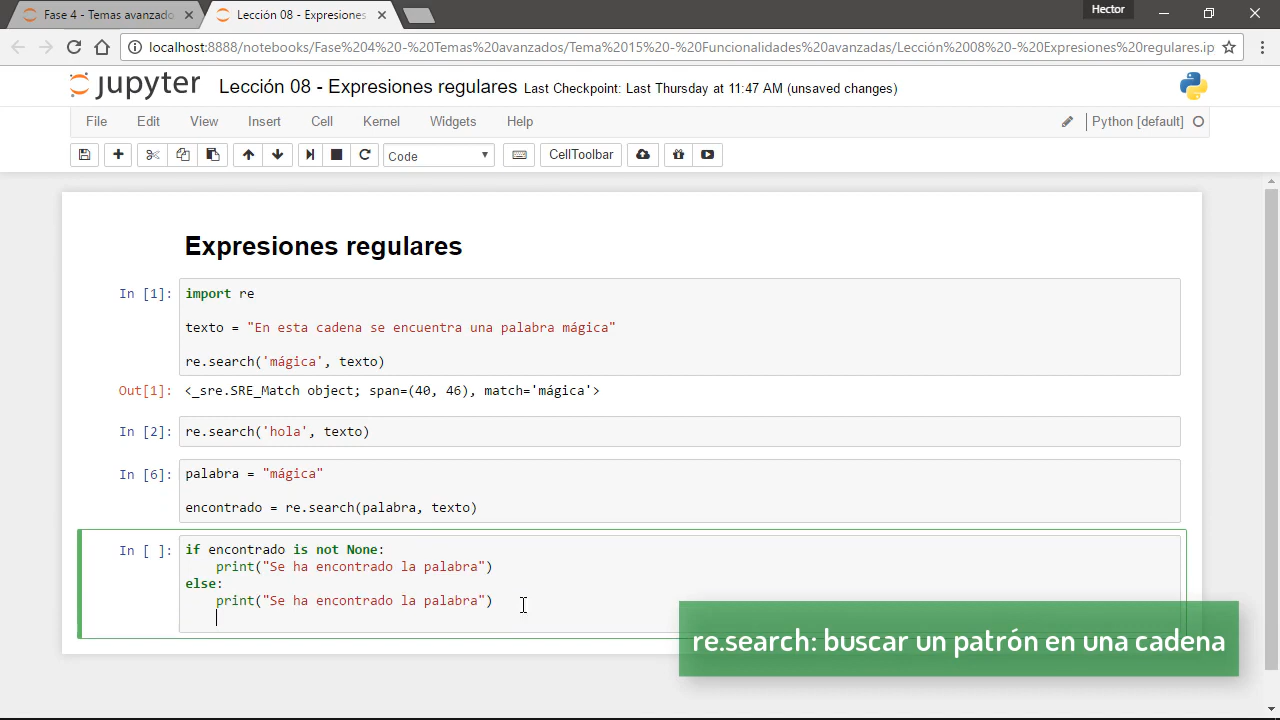 Fase 4 - Temas avanzado
Lección 08 - Expresiones
Hector
localhost:8888/notebooks/Fase%204%20-%20Temas%20avanzados/Tema%2015%20-%20Funcionalidades%20avanzadas/Lección%2008%20-%20Expresiones%20regulares.ip
jupyter Lección 08 - Expresiones regulares Last Checkpoint: Last Thursday at 11:47 AM (unsaved changes)
File Edit View Insert Cell Kernel Widgets Help Python [default]
Code CellToolbar
Expresiones regulares
In [1]: import re
texto = "En esta cadena se encuentra una palabra mágica"
re.search('mágica', texto)
Out[1]: <_sre.SRE_Match object; span=(40, 46), match='mágica'>
In [2]: re.search('hola', texto)
In [6]: palabra = "mágica"
encontrado = re.search(palabra, texto)
In [ ]: if encontrado is not None:
print("Se ha encontrado la palabra")
else:
print("Se ha encontrado la palabra")
re.search: buscar un patrón en una cadena